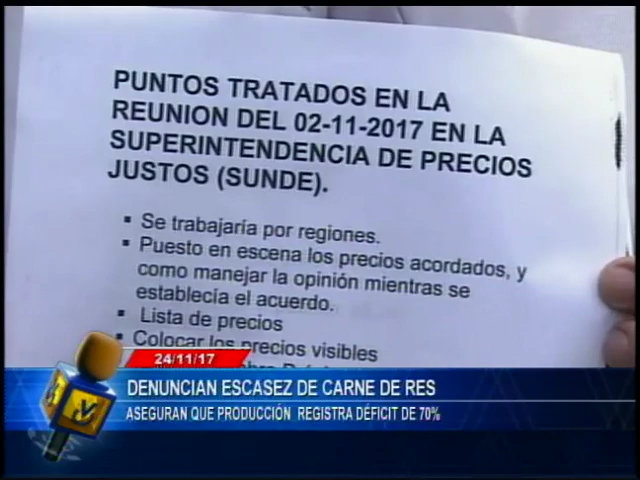 PUNTOS TRATADOS EN LA
REUNION DEL 02-11-2017 EN LA
SUPERINTENDENCIA DE PRECIOS
JUSTOS (SUNDE).
▪ Se trabajaría por regiones.
▪ Puesto en escena los precios acordados, y
como manejar la opinión mientras se
establecía el acuerdo.
▪ Lista de precios
▪ Colocar los precios visibles
24/11/17
DENUNCIAN ESCASEZ DE CARNE DE RES
ASEGURAN QUE PRODUCCIÓN REGISTRA DÉFICIT DE 70%